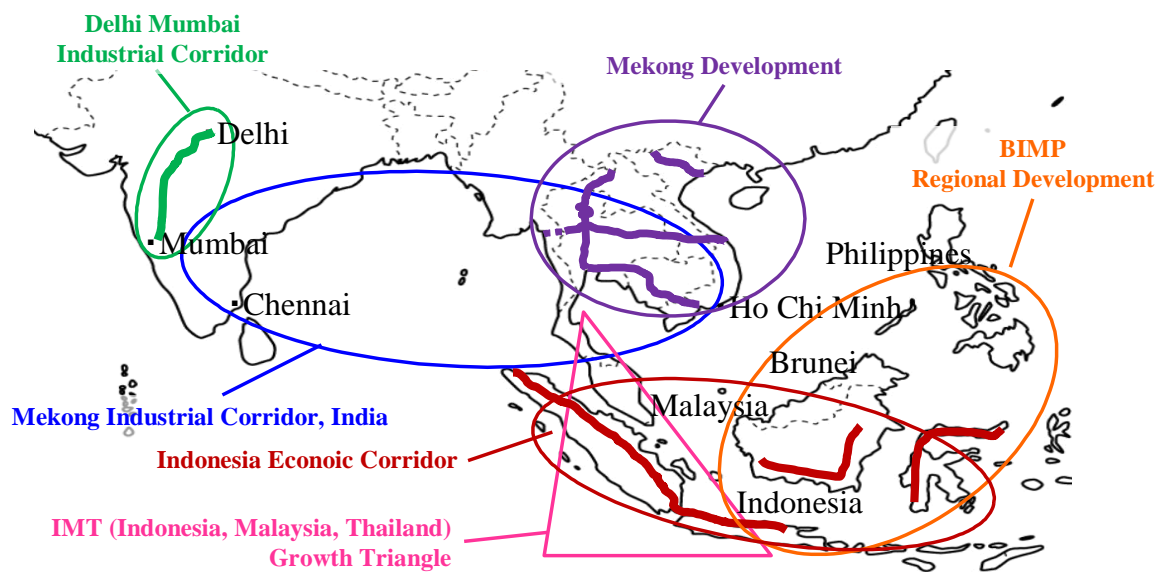 Delhi Mumbai
Industrial Corridor
Mekong Development
Delhi
BIMP
Regional Development
Mumbai
Philippines
Chennai
Ho Chi Minh
Brunei
Malaysia
Mekong Industrial Corridor, India
Indonesia Econoic Corridor
Indonesia
IMT (Indonesia, Malaysia, Thailand)
Growth Triangle